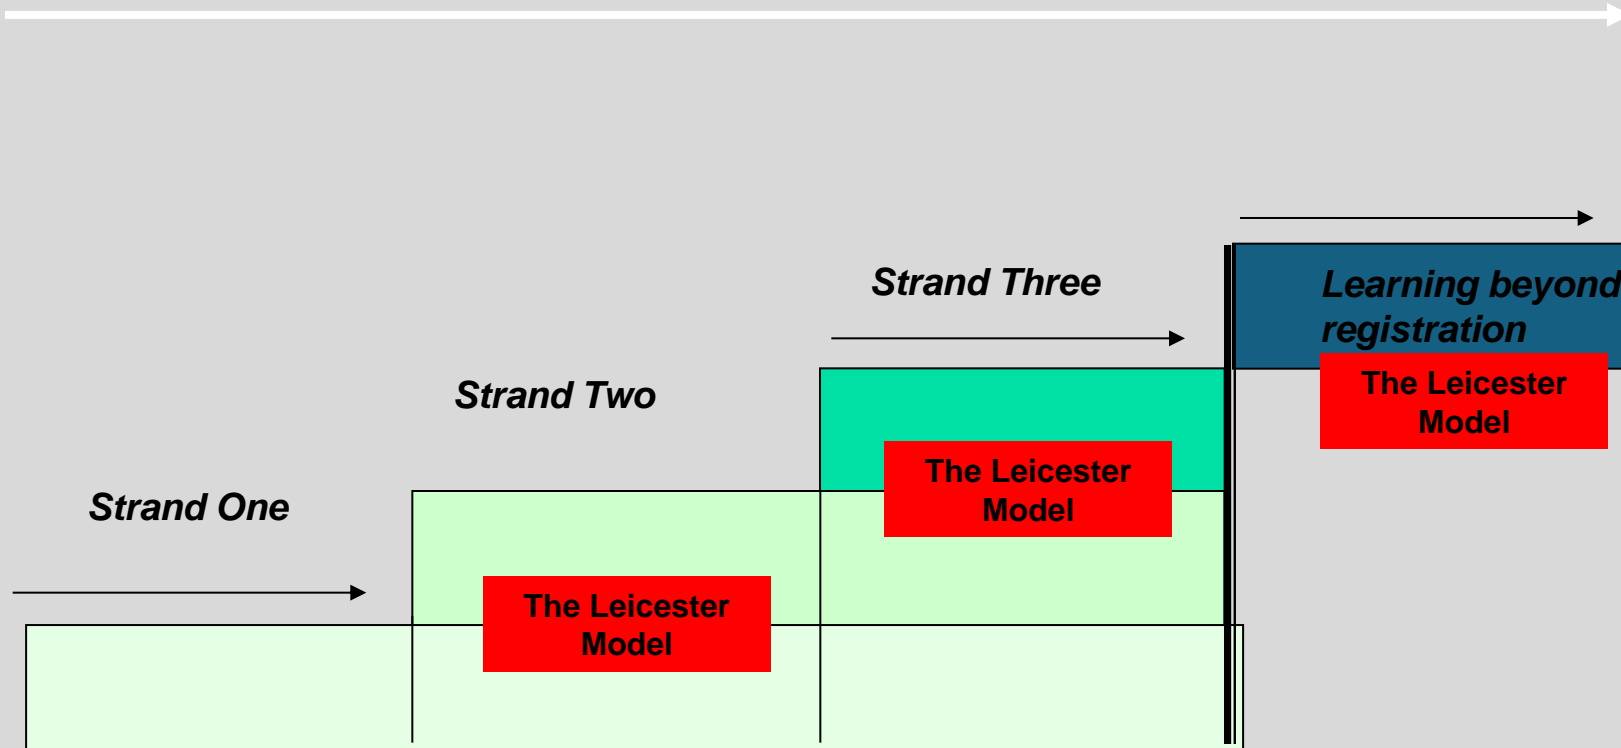 Strand One
Strand Two
The Leicester
Model
Strand Three
The Leicester
Model
Learning beyond
registration
The Leicester
Model